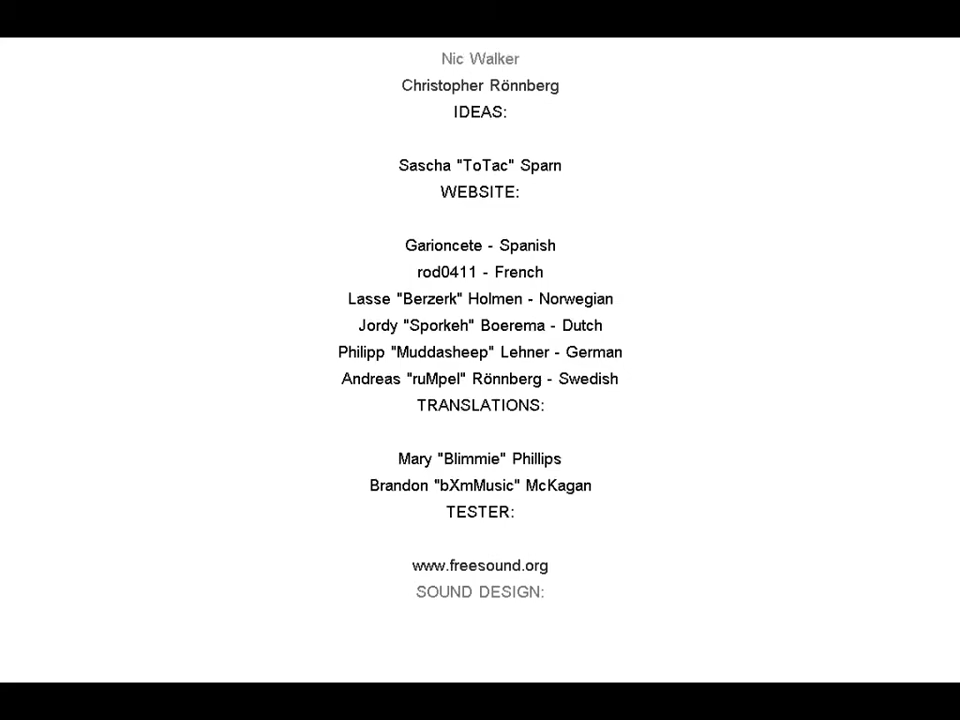 Nic Walker
Christopher Rönnberg
IDEAS:
Sascha "ToTac" Sparn
WEBSITE:
Garioncete - Spanish
rod0411 - French
Lasse "Berzerk" Holmen - Norwegian
Jordy "Sporkeh" Boerema - Dutch
Philipp "Muddasheep" Lehner - German
Andreas "ruMpel" Rönnberg - Swedish
TRANSLATIONS:
Mary "Blimmie" Phillips
Brandon "bXmMusic" McKagan
TESTER:
www.freesound.org
SOUND DESIGN: